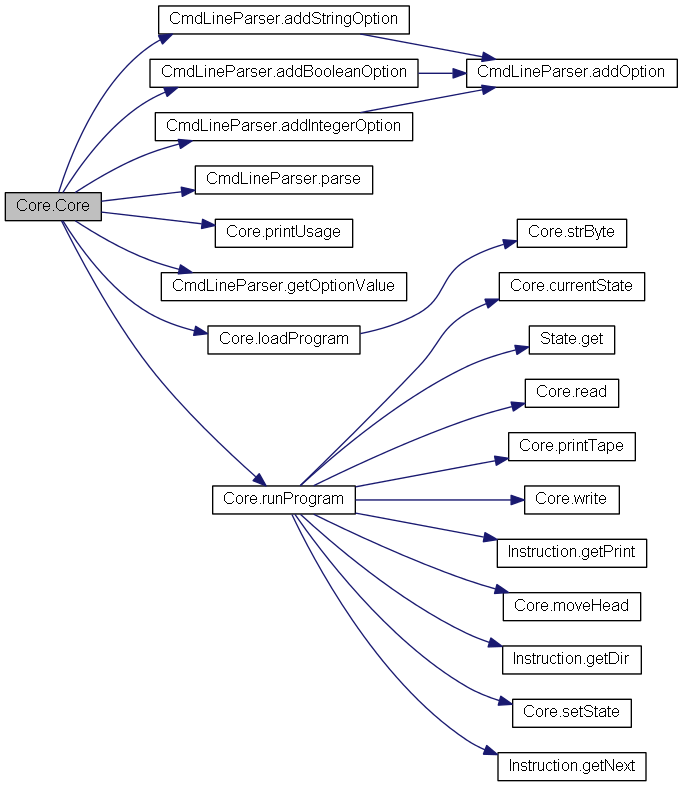 CmdLineParser.addStringOption
CmdLineParser.addBooleanOption
CmdLineParser.addOption
CmdLineParser.addIntegerOption
CmdLineParser.parse
Core.Core
Core.printUsage
Core.strByte
CmdLineParser.getOptionValue
Core.currentState
Core.loadProgram
State.get
Core.read
Core.printTape
Core.runProgram
Core.write
Instruction.getPrint
Core.moveHead
Instruction.getDir
Core.setState
Instruction.getNext